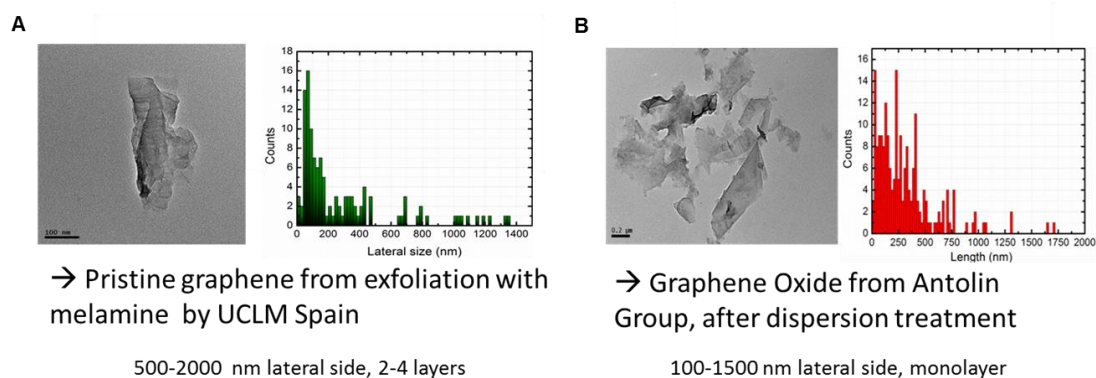 A
B
100 nm
18
16
14
12
10
8
6
4
2
0
Counts
0 200 400 600 800 1000 1200 1400
Lateral size (nm)
0.2 µm
16
14
12
10
8
6
4
2
0
Counts
0 250 500 750 1000 1250 1500 1750 2000
Length (nm)
→ Pristine graphene from exfoliation with
melamine by UCLM Spain
500-2000 nm lateral side, 2-4 layers
→ Graphene Oxide from Antolin
Group, after dispersion treatment
100-1500 nm lateral side, monolayer